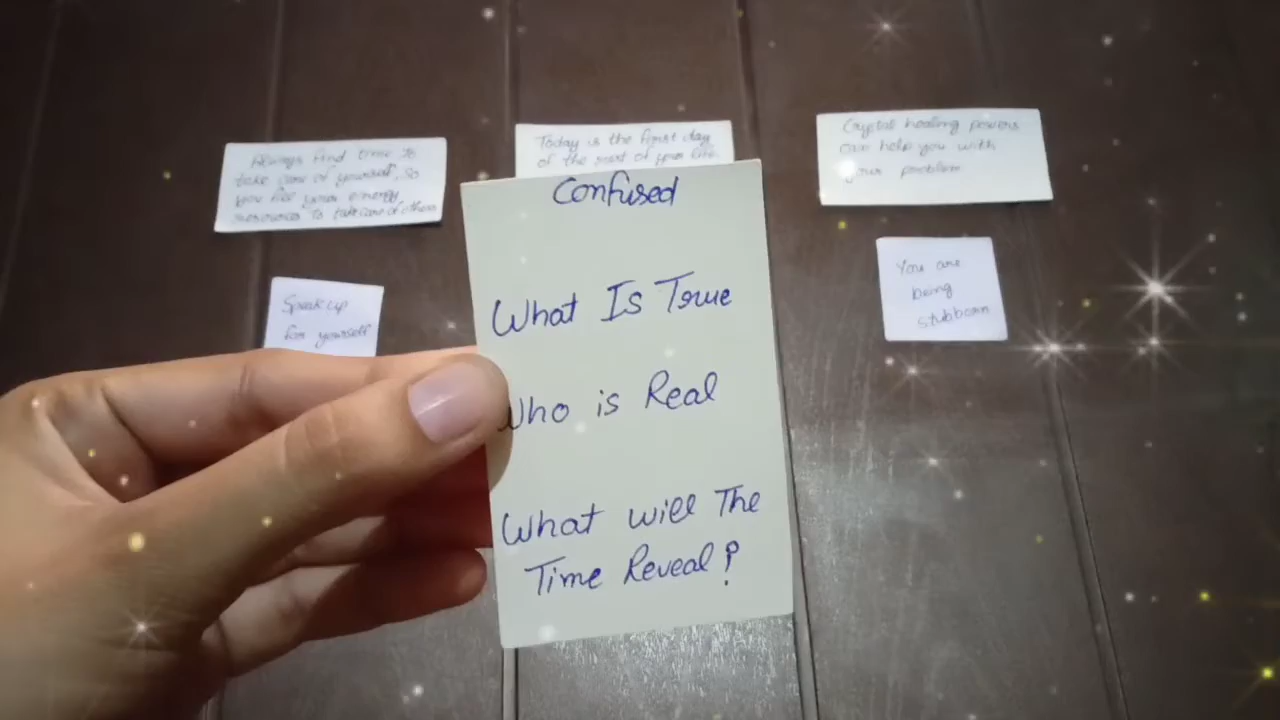 Always find time to
take care of yourself, so
you fill your energy
resources to take care of others
Today is the first day
of the rest of your life
Crystal healing powers
can help you with
your problem
Speak up
for yourself
You are
being
stubborn
Confused
What Is True
Who is Real
What will The
Time Reveal?